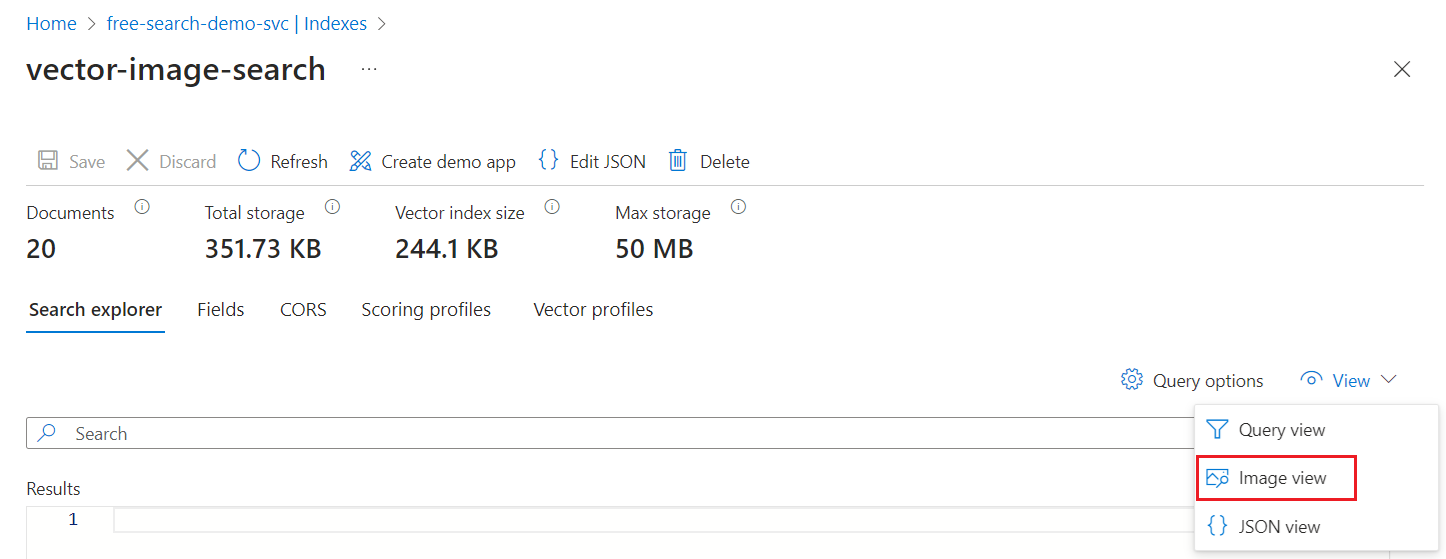 Home > free-search-demo-svc | Indexes >
vector-image-search ...
Save Discard Refresh Create demo app Edit JSON Delete
Documents Total storage Vector index size Max storage
20 351.73 KB 244.1 KB 50 MB
Search explorer Fields CORS Scoring profiles Vector profiles
Query options View
Search
Query view
Image view
JSON view
Results
1